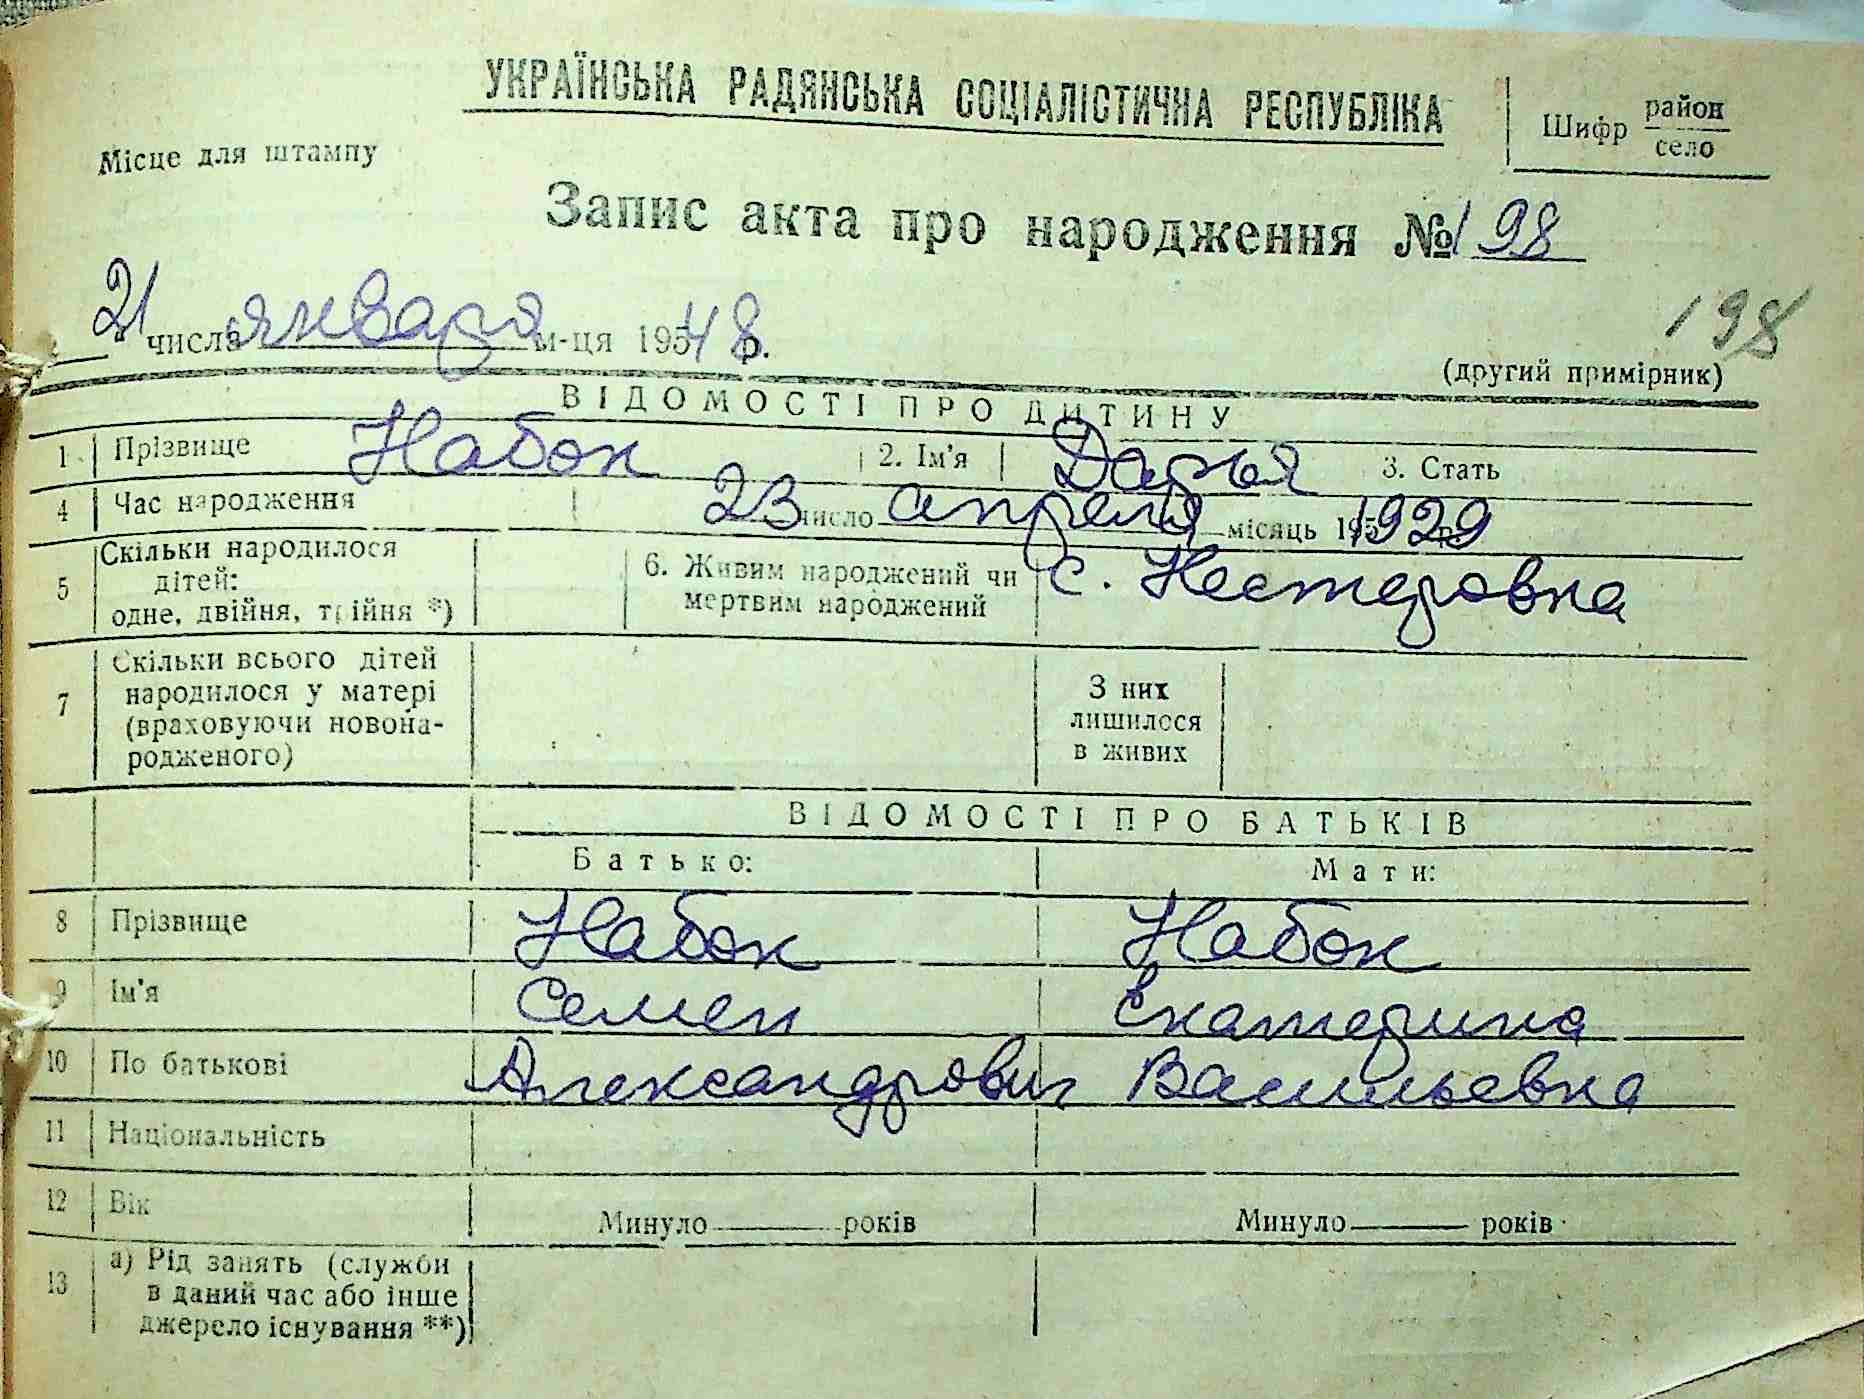 УКРАЇНСЬКА РАДЯНСЬКА СОЦІАЛІСТИЧНА РЕСПУБЛІКА
Шифр район
село
Місце для штампу
Запис акта про народження № 198
21 числа января м-ця 1948 р.
198
(другий примірник)
ВІДОМОСТІ ПРО ДИТИНУ
1 Прізвище Набок 2. Ім'я Дарья 3. Стать
4 Час народження 23 число апреля місяць 195 1929
5 Скільки народилося дітей: одне, двійня, трійня *) 6. Живим народжений чи мертвим народжений с. Нестеровка
7 Скільки всього дітей народилося у матері (враховуючи новона-родженого) З них лишилося в живих
ВІДОМОСТІ ПРО БАТЬКІВ
Батько: Мати:
8 Прізвище Набок Набок
9 Ім'я Семен Екатерина
10 По батькові Александрович Васильевна
11 Національність
12 Вік Минуло років Минуло років
13 а) Рід занять (служби в даний час або інше джерело існування **)